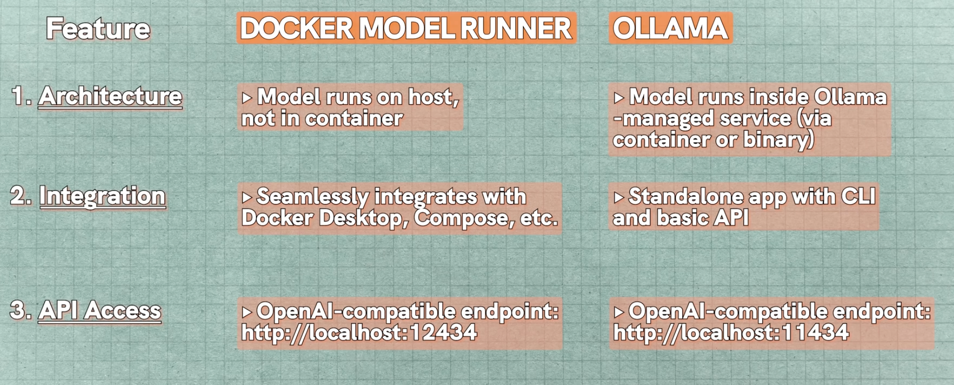 Feature DOCKER MODEL RUNNER OLLAMA
1. Architecture
▸ Model runs on host,
not in container
▸ Model runs inside Ollama
-managed service (via
container or binary)
2. Integration
▸ Seamlessly integrates with
Docker Desktop, Compose, etc.
▸ Standalone app with CLI
and basic API
3. API Access
▸ OpenAI-compatible endpoint:
http://localhost:12434
▸ OpenAI-compatible endpoint:
http://localhost:11434